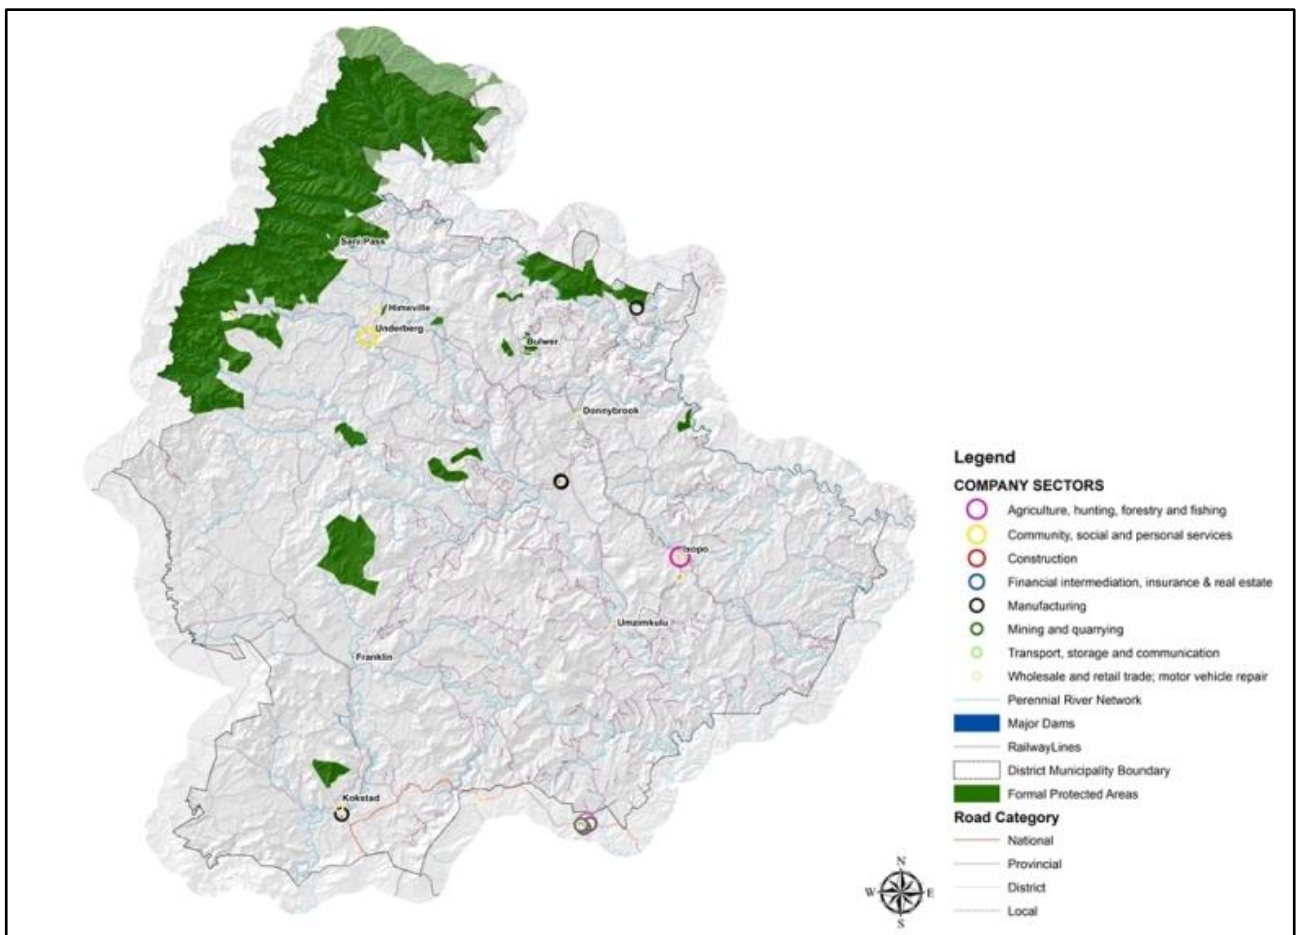 Sani Pass
Himeville
Underberg
Bulwer
Donnybrook
Ixopo
Umzimkulu
Franklin
Kokstad
Legend
COMPANY SECTORS
Agriculture, hunting, forestry and fishing
Community, social and personal services
Construction
Financial intermediation, insurance & real estate
Manufacturing
Mining and quarrying
Transport, storage and communication
Wholesale and retail trade; motor vehicle repair
Perennial River Network
Major Dams
RailwayLines
District Municipality Boundary
Formal Protected Areas
Road Category
National
Provincial
District
Local
N
W E
S